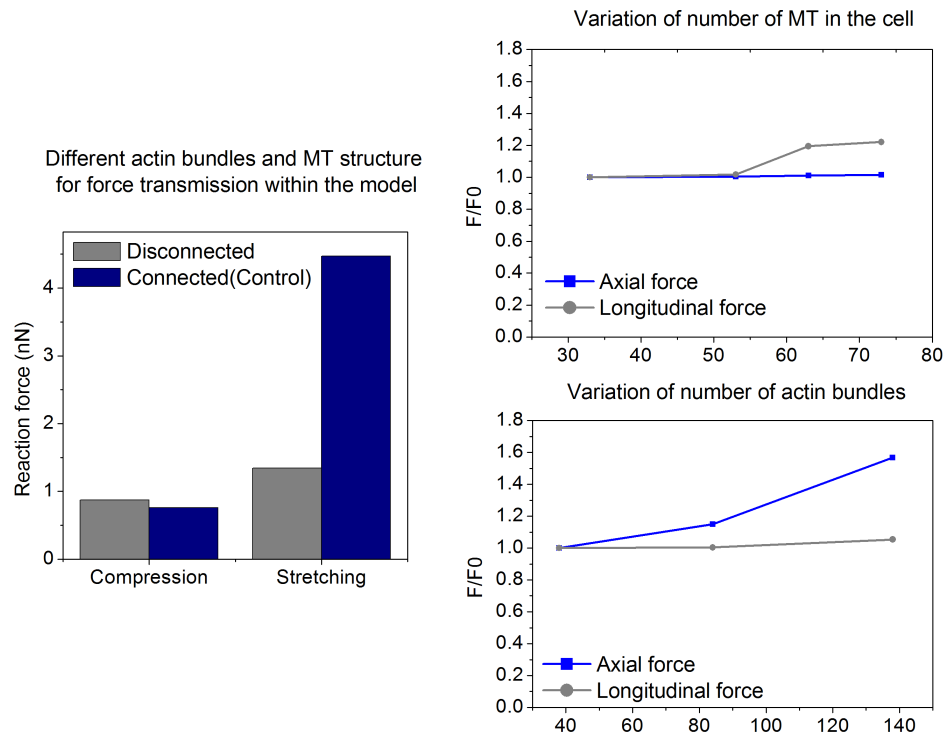 Different actin bundles and MT structure
for force transmission within the model
Disconnected
Connected(Control)
Reaction force (nN)
4
3
2
1
0
Compression
Stretching
Variation of number of MT in the cell
F/F0
1.8
1.6
1.4
1.2
1.0
0.8
0.6
0.4
0.2
0.0
Axial force
Longitudinal force
30 40 50 60 70 80
Variation of number of actin bundles
F/F0
1.8
1.6
1.4
1.2
1.0
0.8
0.6
0.4
0.2
0.0
Axial force
Longitudinal force
40 60 80 100 120 140